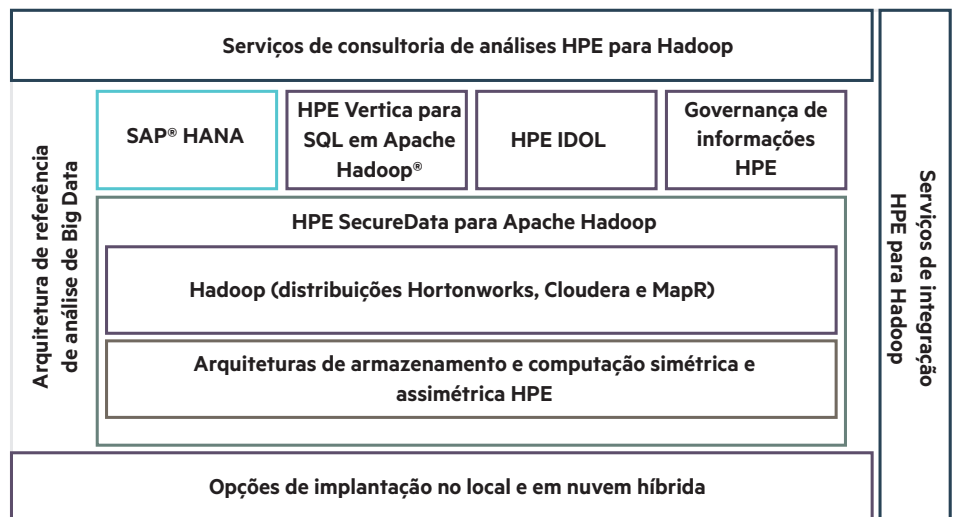 Serviços de consultoria de análises HPE para Hadoop
Arquitetura de referência
de análise de Big Data
SAP® HANA
HPE Vertica para
SQL em Apache
Hadoop®
HPE IDOL
Governança de
informações
HPE
HPE SecureData para Apache Hadoop
Hadoop (distribuições Hortonworks, Cloudera e MapR)
Arquiteturas de armazenamento e computação simétrica e
assimétrica HPE
Serviços de integração
HPE para Hadoop
Opções de implantação no local e em nuvem híbrida